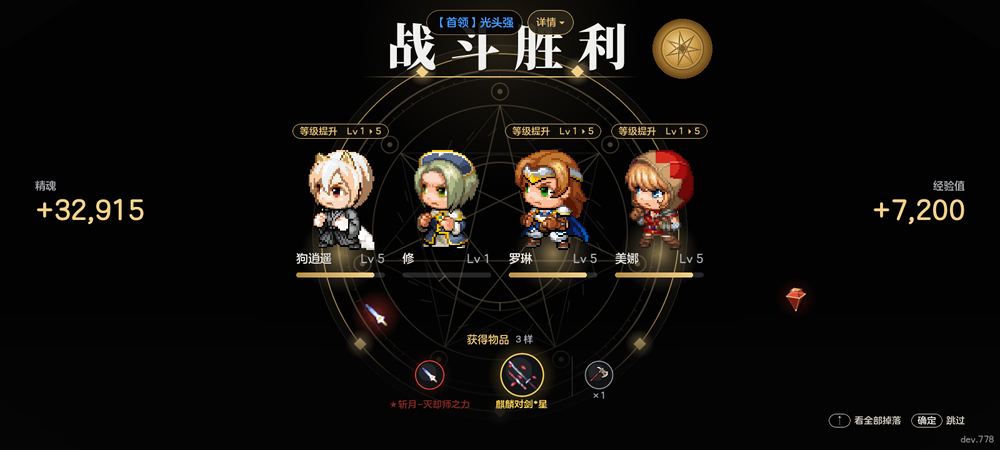 【首领】光头强
详情
战斗胜利
等级提升 Lv 1 ▸ 5
等级提升 Lv 1 ▸ 5
等级提升 Lv 1 ▸ 5
精魂
+32,915
经验值
+7,200
狗逍遥 Lv 5
修 Lv 1
罗琳 Lv 5
美娜 Lv 5
获得物品 3 样
★斩月-灭却师之力
麒麟对剑*星
×1
↑ 看全部掉落 确定 跳过
dev.778